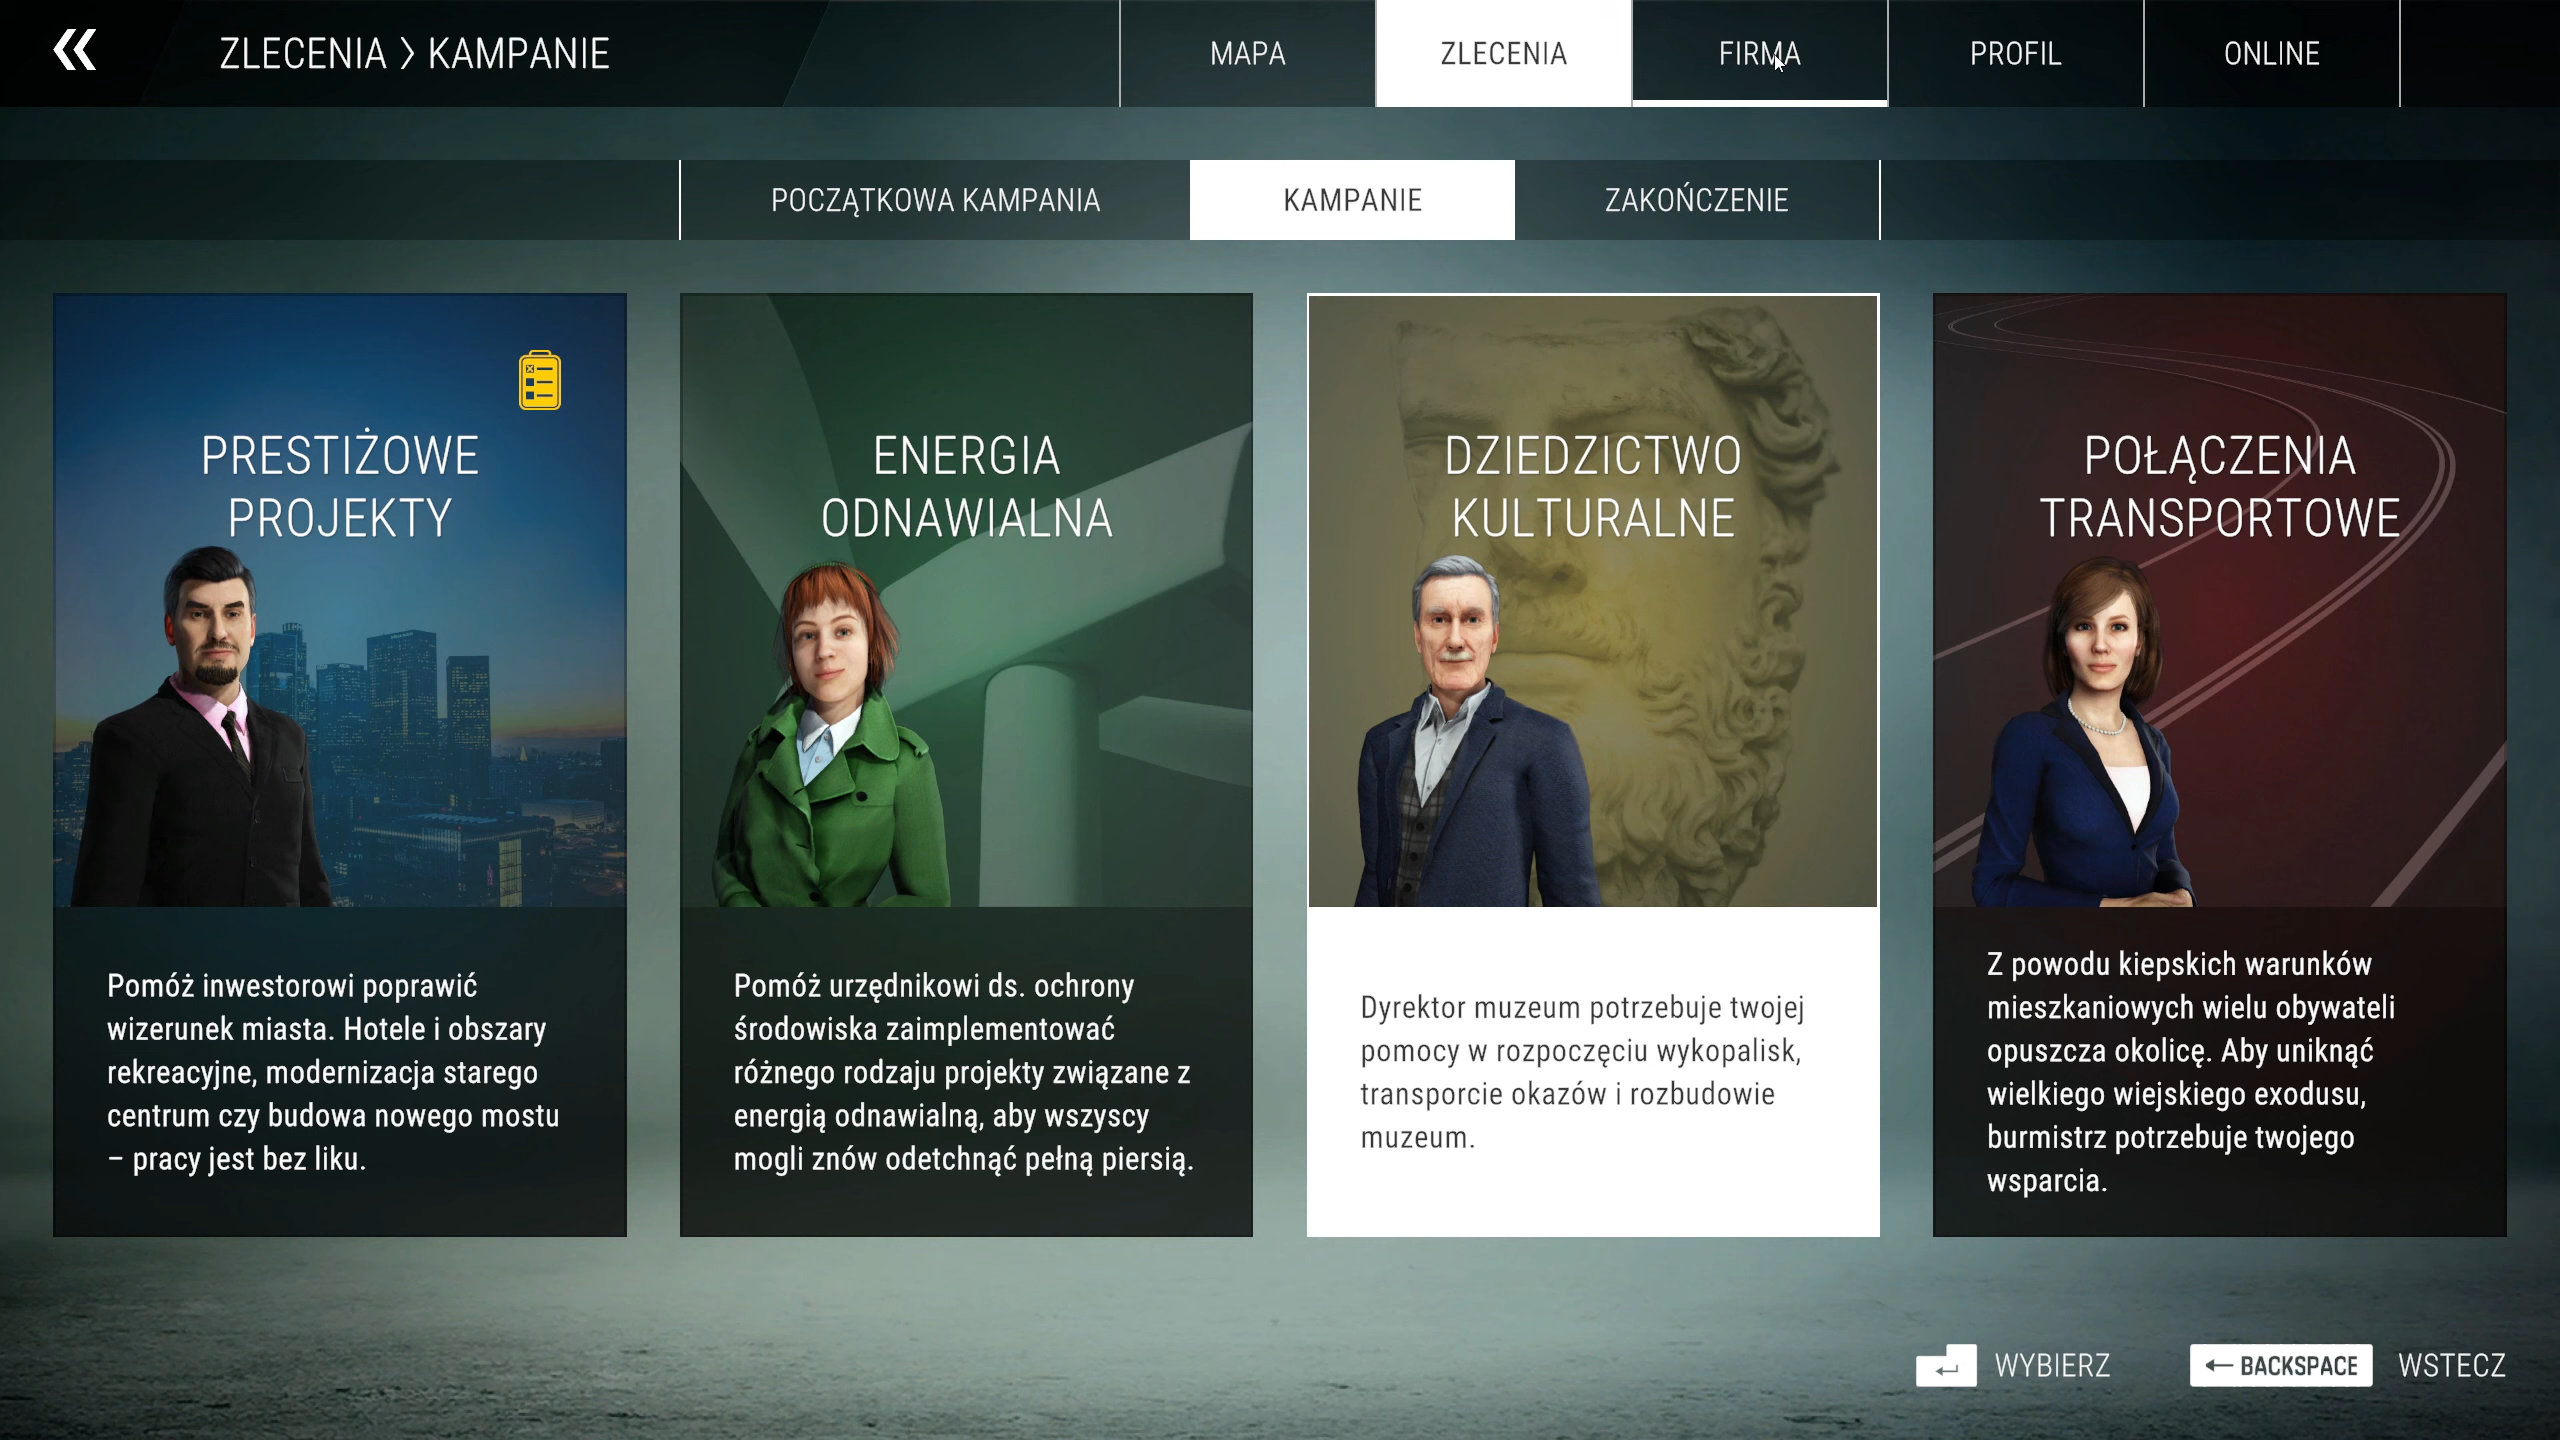 ZLECENIA > KAMPANIE
MAPA
ZLECENIA
FIRMA
PROFIL
ONLINE
POCZĄTKOWA KAMPANIA
KAMPANIE
ZAKOŃCZENIE
PRESTIŻOWE
PROJEKTY
Pomóż inwestorowi poprawić
wizerunek miasta. Hotele i obszary
rekreacyjne, modernizacja starego
centrum czy budowa nowego mostu
– pracy jest bez liku.
ENERGIA
ODNAWIALNA
Pomóż urzędnikowi ds. ochrony
środowiska zaimplementować
różnego rodzaju projekty związane z
energią odnawialną, aby wszyscy
mogli znów odetchnąć pełną piersią.
DZIEDZICTWO
KULTURALNE
Dyrektor muzeum potrzebuje twojej
pomocy w rozpoczęciu wykopalisk,
transporcie okazów i rozbudowie
muzeum.
POŁĄCZENIA
TRANSPORTOWE
Z powodu kiepskich warunków
mieszkaniowych wielu obywateli
opuszcza okolicę. Aby uniknąć
wielkiego wiejskiego exodusu,
burmistrz potrzebuje twojego
wsparcia.
WYBIERZ
← BACKSPACE
WSTECZ